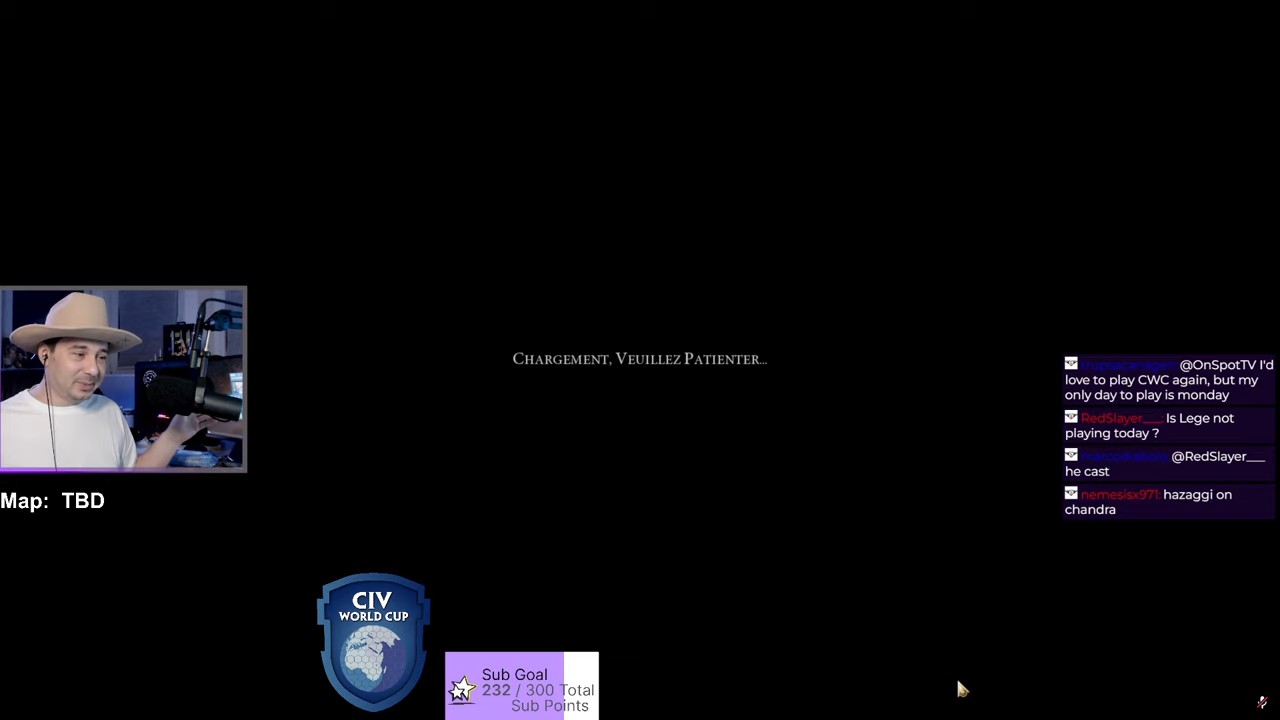 CHARGEMENT, VEUILLEZ PATIENTER...
@OnSpotTV I'd
love to play CWC again, but my
only day to play is monday
RedSlayer___: Is Lege not
playing today ?
@RedSlayer___
he cast
nemesisx971: hazaggi on
chandra
Map: TBD
CIV
WORLD CUP
Sub Goal
232 / 300 Total
Sub Points